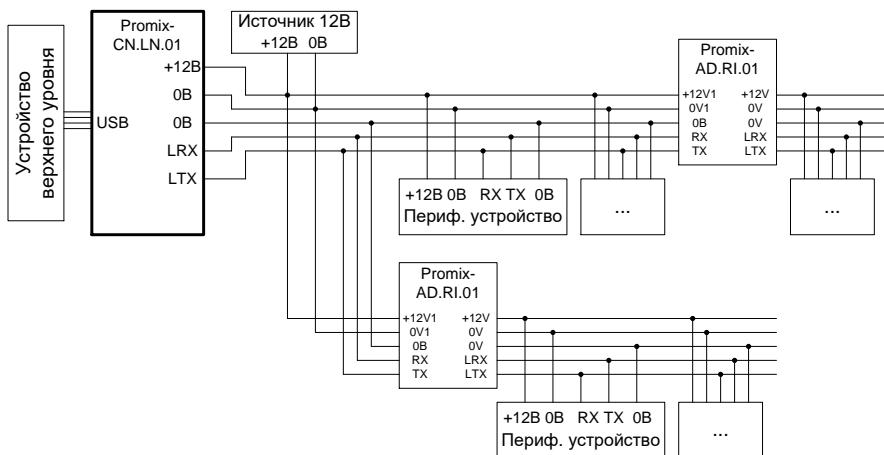 Устройство
верхнего уровня
Promix-
CN.LN.01
USB
+12В
0В
0В
LRX
LTX
Источник 12В
+12В 0В
Promix-
AD.RI.01
+12V1 +12V
0V1 0V
0В 0V
RX LRX
TX LTX
+12В 0В RX TX 0В
Периф. устройство
...
...
Promix-
AD.RI.01
+12V1 +12V
0V1 0V
0В 0V
RX LRX
TX LTX
+12В 0В RX TX 0В
Периф. устройство
...